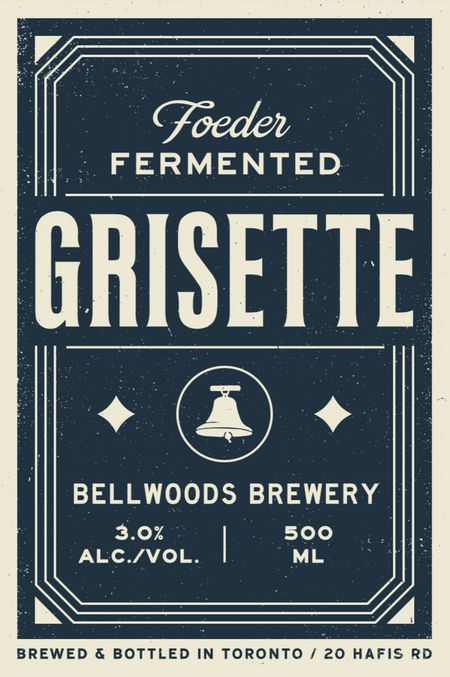 Foeder
FERMENTED
GRISETTE
BELLWOODS BREWERY
3.0% | 500
ALC./VOL. | ML
BREWED & BOTTLED IN TORONTO / 20 HAFIS RD